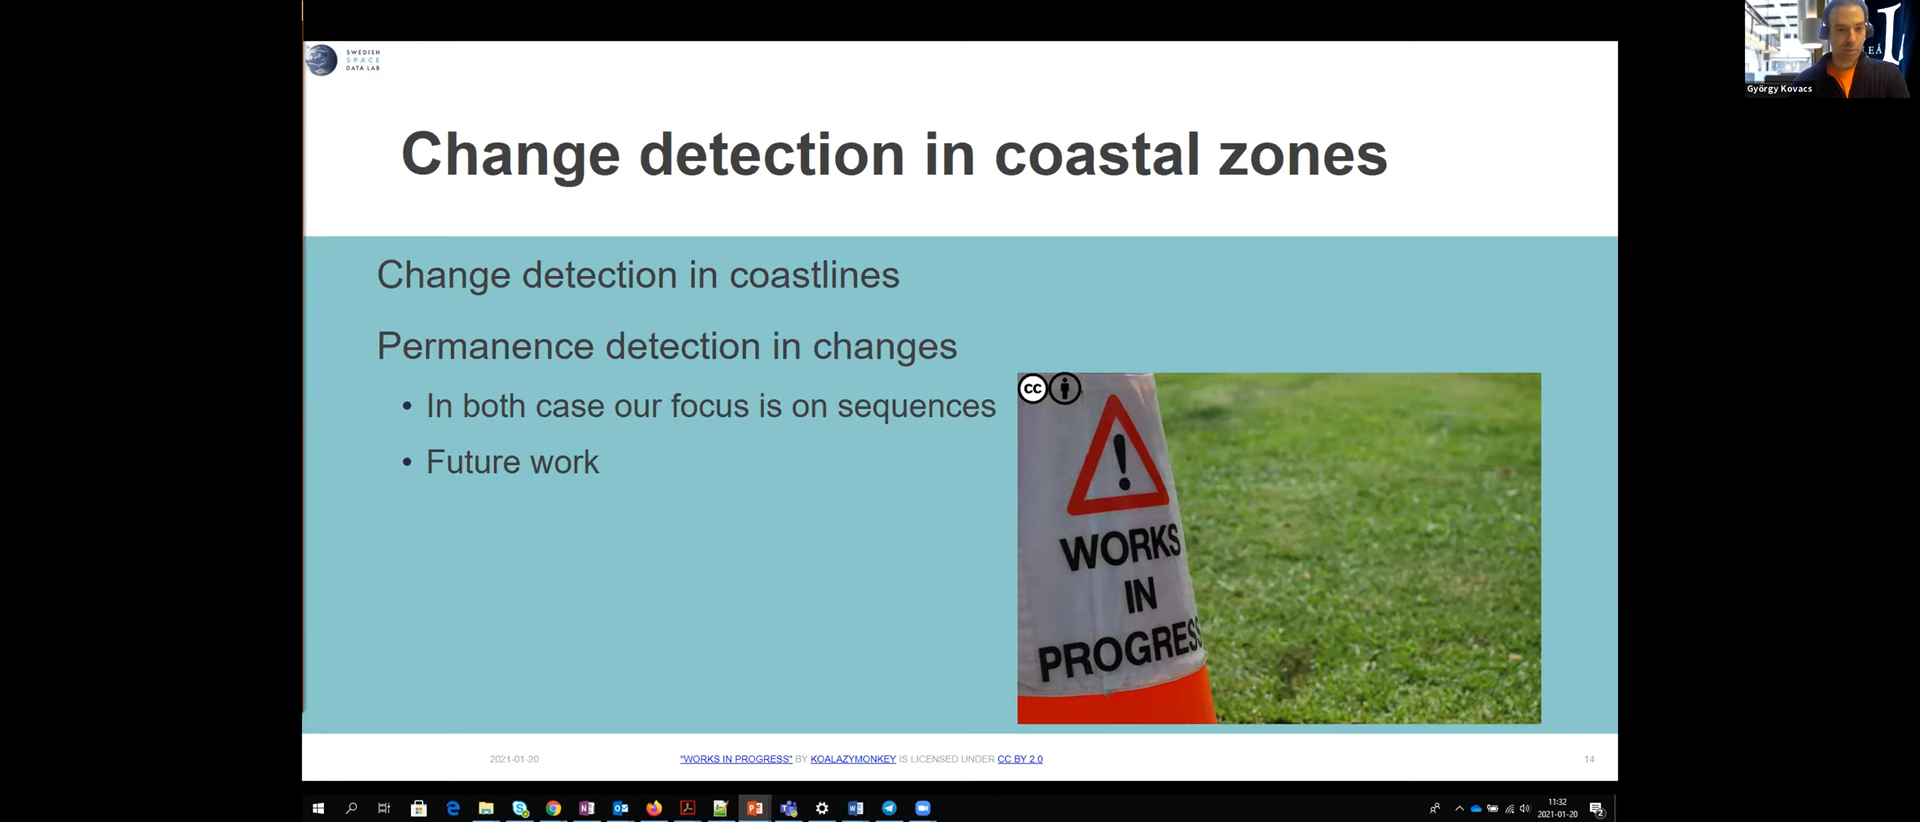 SWEDISH
SPACE
DATA LAB
György Kovacs
Change detection in coastal zones
Change detection in coastlines
Permanence detection in changes
• In both case our focus is on sequences
• Future work
cc
WORKS
IN
PROGRESS
2021-01-20
"WORKS IN PROGRESS" BY KOALAZYMONKEY IS LICENSED UNDER CC BY 2.0
14
11:32
2021-01-20